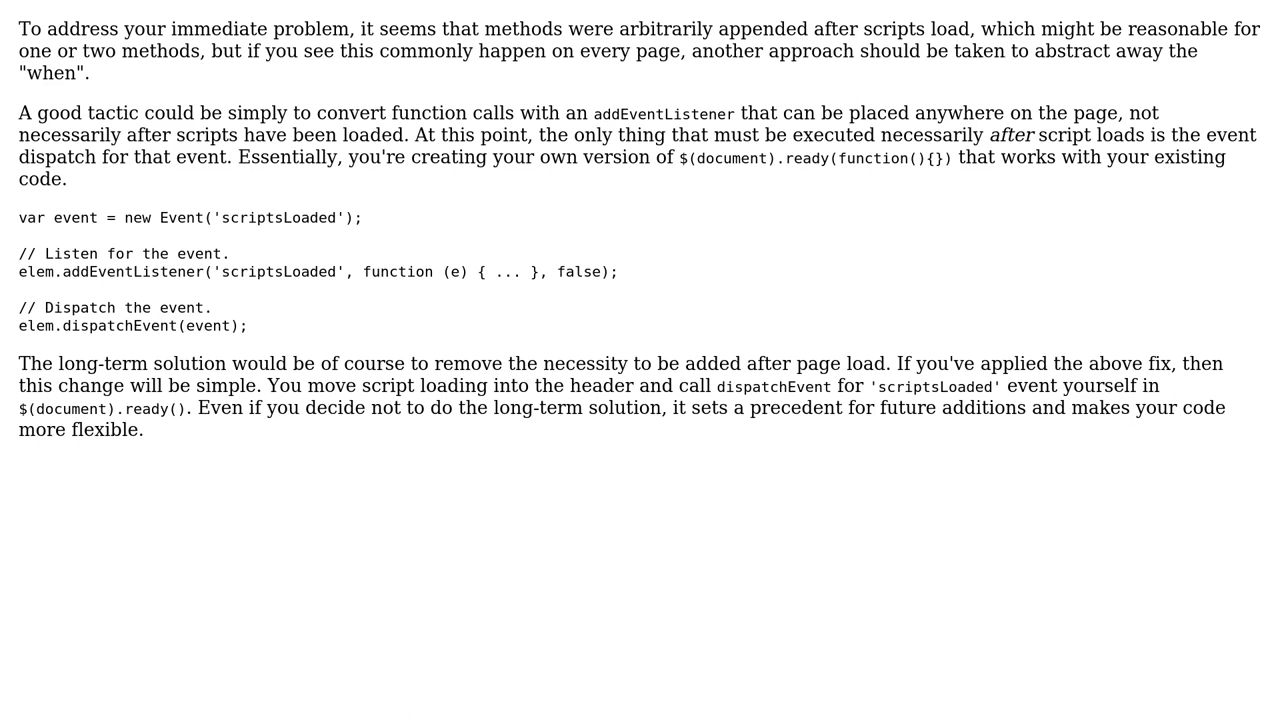 To address your immediate problem, it seems that methods were arbitrarily appended after scripts load, which might be reasonable for
one or two methods, but if you see this commonly happen on every page, another approach should be taken to abstract away the
"when".
A good tactic could be simply to convert function calls with an addEventListener that can be placed anywhere on the page, not
necessarily after scripts have been loaded. At this point, the only thing that must be executed necessarily after script loads is the event
dispatch for that event. Essentially, you're creating your own version of $(document).ready(function(){}) that works with your existing
code.
var event = new Event('scriptsLoaded');
// Listen for the event.
elem.addEventListener('scriptsLoaded', function (e) { ... }, false);
// Dispatch the event.
elem.dispatchEvent(event);
The long-term solution would be of course to remove the necessity to be added after page load. If you've applied the above fix, then
this change will be simple. You move script loading into the header and call dispatchEvent for 'scriptsLoaded' event yourself in
$(document).ready(). Even if you decide not to do the long-term solution, it sets a precedent for future additions and makes your code
more flexible.